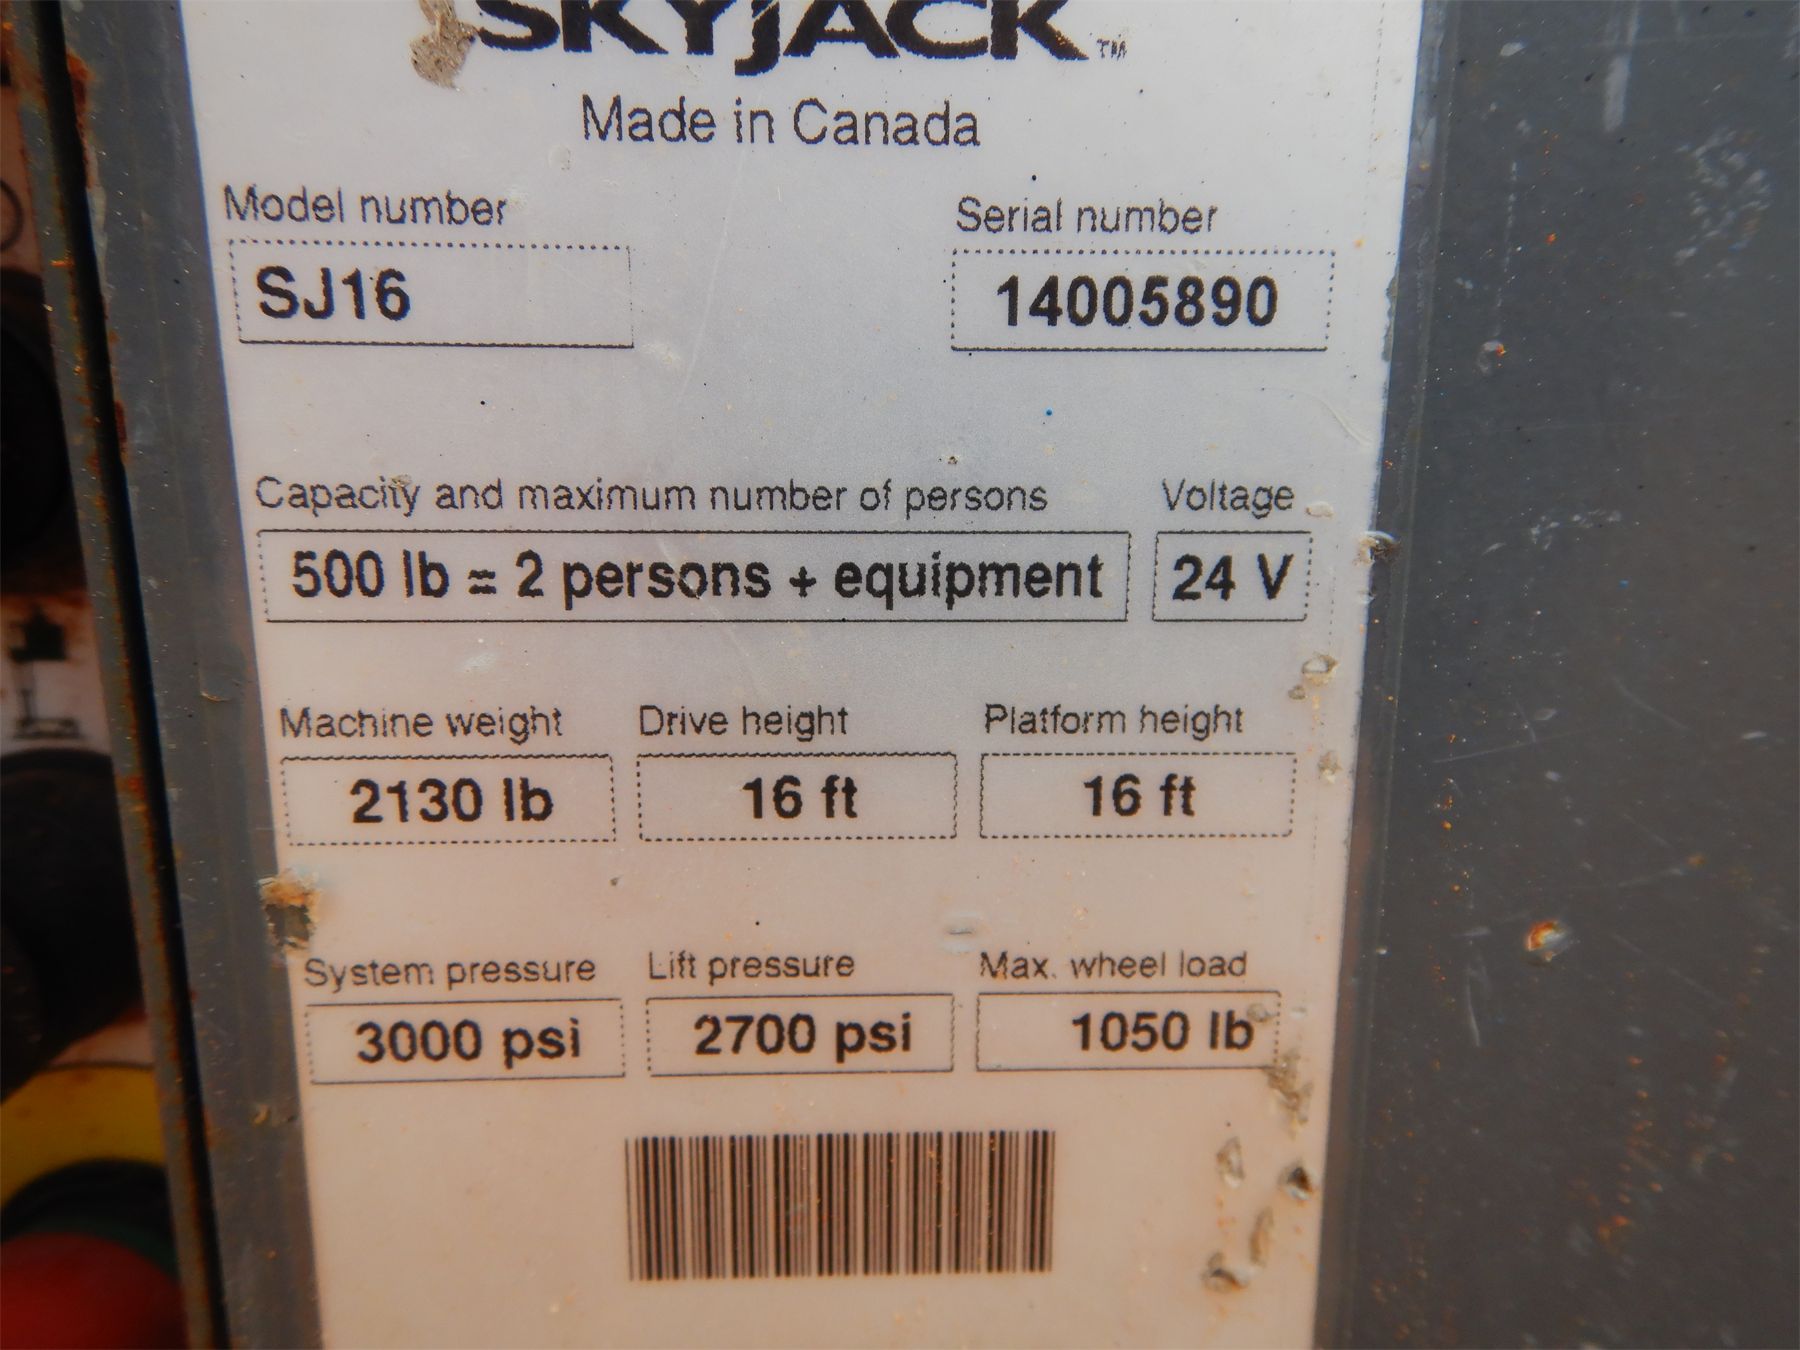 SKYJACK™
Made in Canada
Model number Serial number
SJ16 14005890
Capacity and maximum number of persons Voltage
500 lb = 2 persons + equipment 24 V
Machine weight Drive height Platform height
2130 lb 16 ft 16 ft
System pressure Lift pressure Max. wheel load
3000 psi 2700 psi 1050 lb